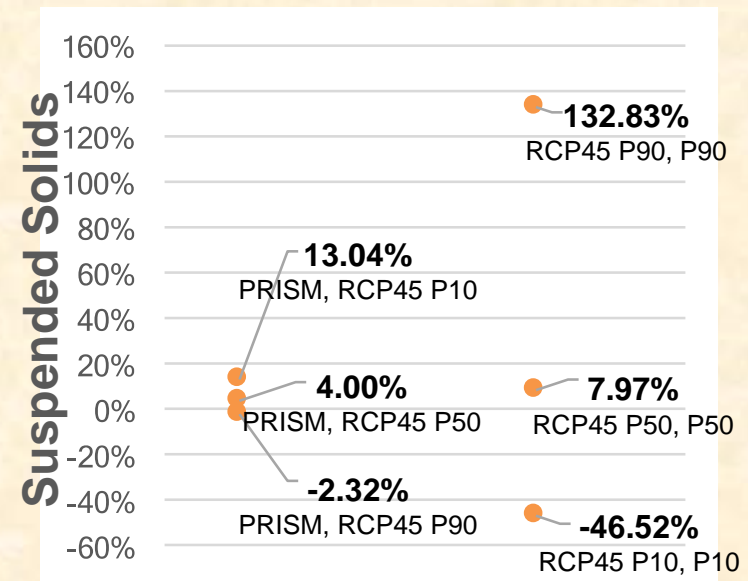 Suspended Solids
160%
140%
120%
100%
80%
60%
40%
20%
0%
-20%
-40%
-60%
132.83%
RCP45 P90, P90
13.04%
PRISM, RCP45 P10
4.00%
PRISM, RCP45 P50
7.97%
RCP45 P50, P50
-2.32%
PRISM, RCP45 P90
-46.52%
RCP45 P10, P10